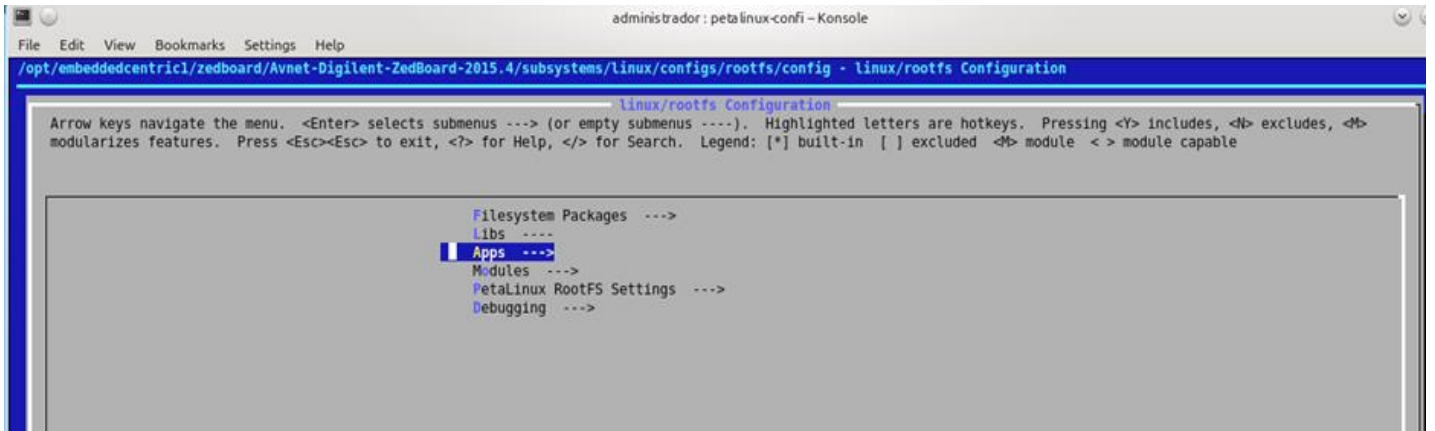 administrador : petalinux-confi – Konsole
File Edit View Bookmarks Settings Help
/opt/embeddedcentric1/zedboard/Avnet-Digilent-ZedBoard-2015.4/subsystems/linux/configs/rootfs/config - linux/rootfs Configuration
linux/rootfs Configuration
Arrow keys navigate the menu. <Enter> selects submenus ---> (or empty submenus ----). Highlighted letters are hotkeys. Pressing <Y> includes, <N> excludes, <M>
modularizes features. Press <Esc><Esc> to exit, <?> for Help, </> for Search. Legend: [*] built-in [ ] excluded <M> module < > module capable
Filesystem Packages --->
Libs ----
Apps --->
Modules --->
PetaLinux RootFS Settings --->
Debugging --->